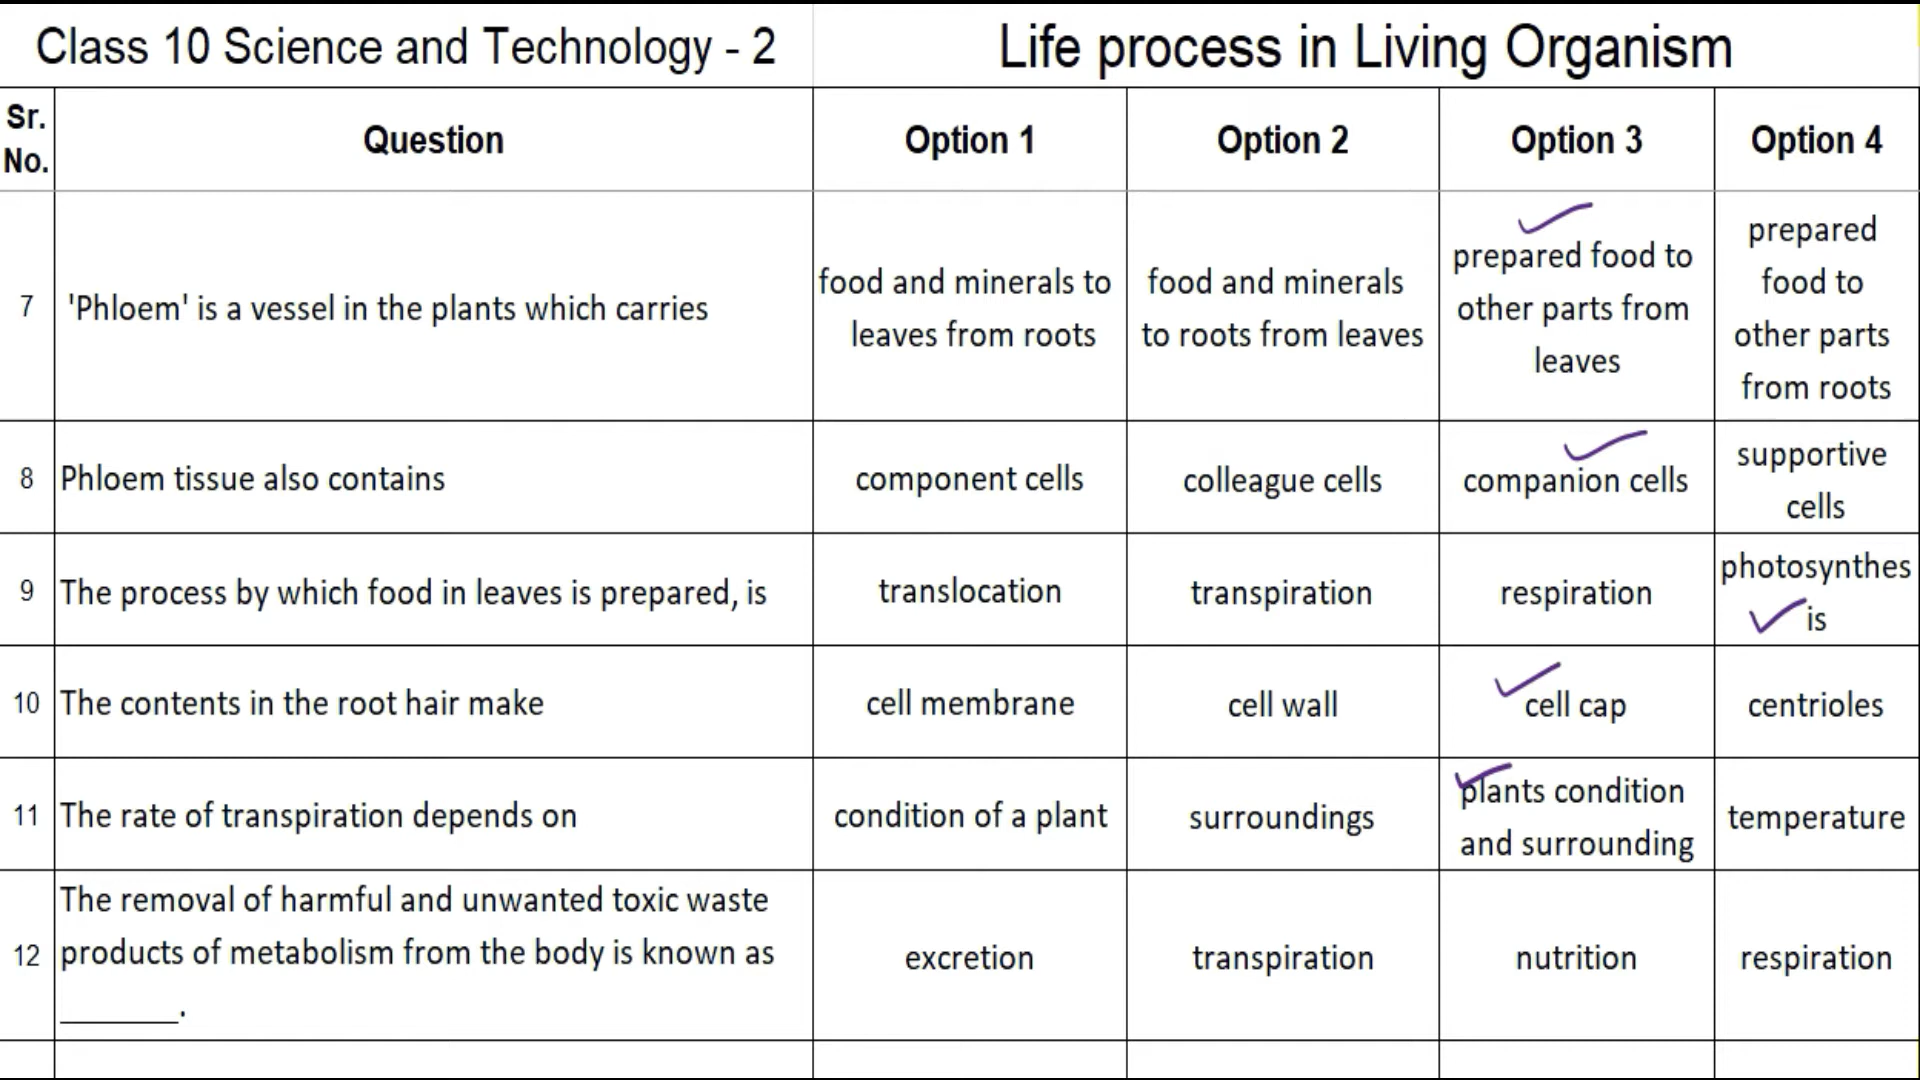 Class 10 Science and Technology - 2
Life process in Living Organism
Sr. No.
Question
Option 1
Option 2
Option 3
Option 4
7
'Phloem' is a vessel in the plants which carries
food and minerals to
leaves from roots
food and minerals
to roots from leaves
prepared food to
other parts from
leaves
prepared
food to
other parts
from roots
8
Phloem tissue also contains
component cells
colleague cells
companion cells
supportive
cells
9
The process by which food in leaves is prepared, is
translocation
transpiration
respiration
photosynthes
is
10
The contents in the root hair make
cell membrane
cell wall
cell cap
centrioles
11
The rate of transpiration depends on
condition of a plant
surroundings
plants condition
and surrounding
temperature
12
The removal of harmful and unwanted toxic waste
products of metabolism from the body is known as
_______.
excretion
transpiration
nutrition
respiration